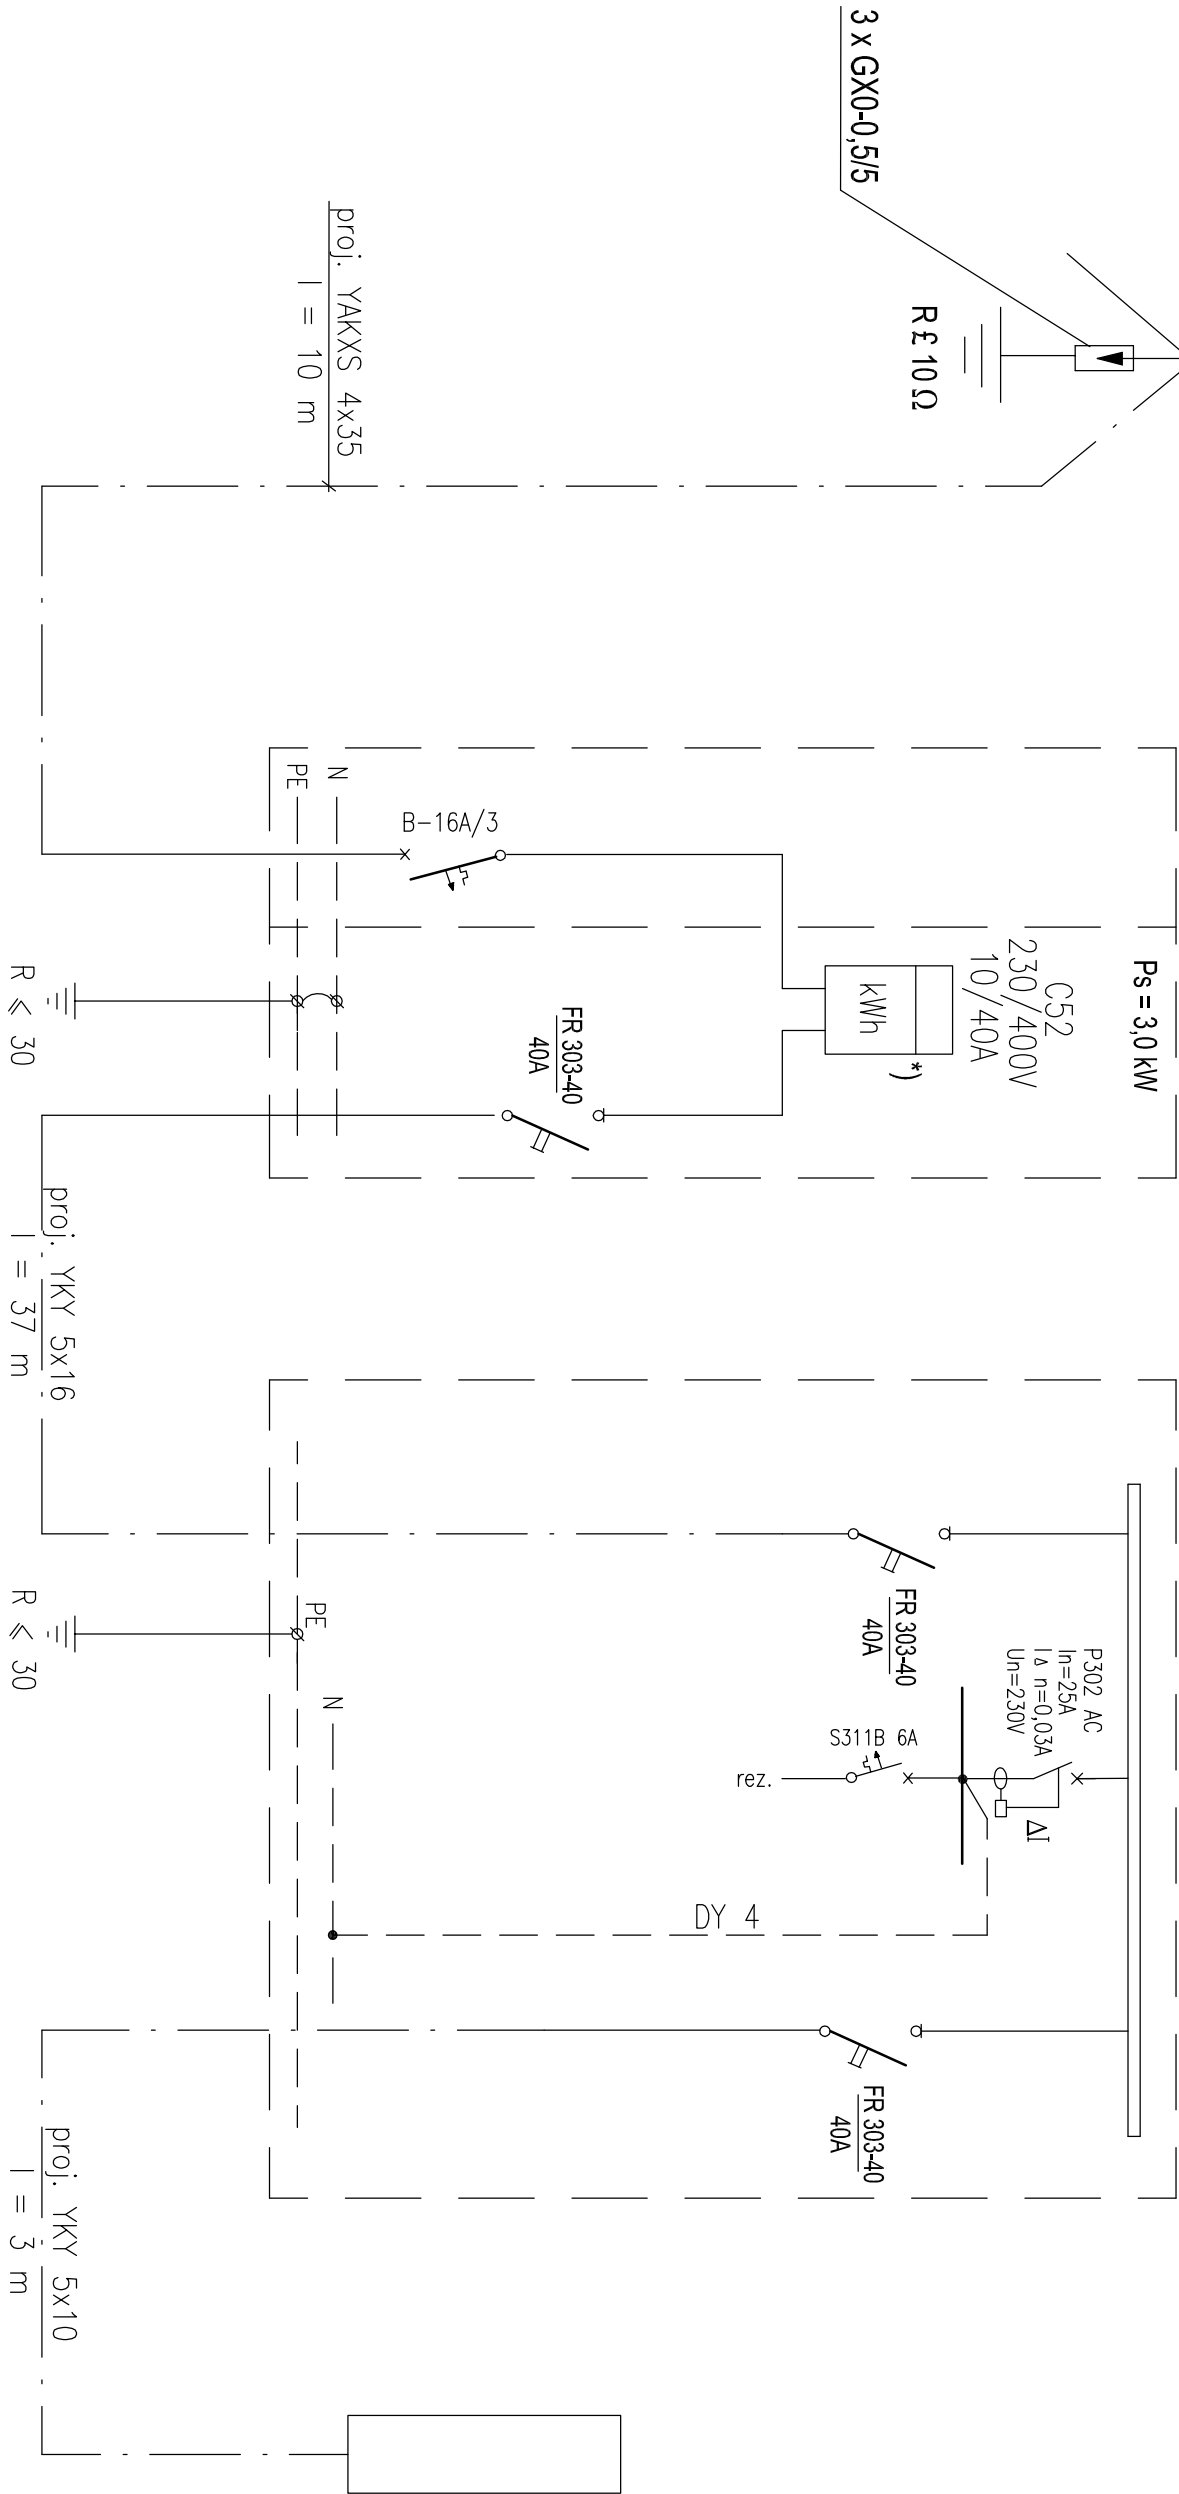 3 x GX0-0,5/5
R £ 10 Ω
proj. YAKXS 4x35
l = 10 m
Ps = 3,0 kW
C52
230/400V
10/40A
kWh
*)
B-16A/3
N
PE
FR 303-40
40A
R ⩽ 30
proj. YKY 5x16
l = 37 m
P302 AC
In=25A
I∆ n=0,03A
Un=230V
ΔI
FR 303-40
40A
S311B 6A
rez.
DY 4
PE
N
R ⩽ 30
FR 303-40
40A
proj. YKY 5x10
l = 3 m